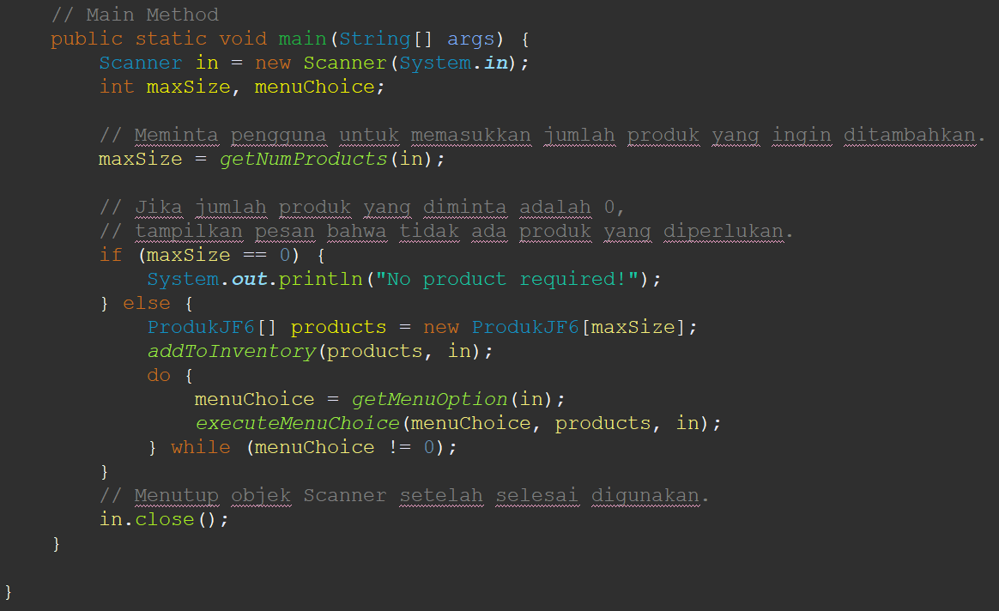 // Main Method
public static void main(String[] args) {
Scanner in = new Scanner(System.in);
int maxSize, menuChoice;
// Meminta pengguna untuk memasukkan jumlah produk yang ingin ditambahkan.
maxSize = getNumProducts(in);
// Jika jumlah produk yang diminta adalah 0,
// tampilkan pesan bahwa tidak ada produk yang diperlukan.
if (maxSize == 0) {
System.out.println("No product required!");
} else {
ProdukJF6[] products = new ProdukJF6[maxSize];
addToInventory(products, in);
do {
menuChoice = getMenuOption(in);
executeMenuChoice(menuChoice, products, in);
} while (menuChoice != 0);
}
// Menutup objek Scanner setelah selesai digunakan.
in.close();
}
}